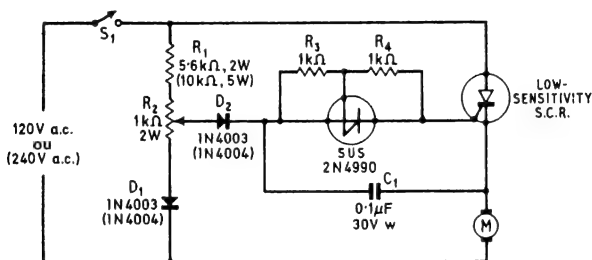 S1
R1
5·6kΩ, 2W
(10kΩ, 5W)
R2
1kΩ
2W
D2
1N4003
(1N4004)
R3
1kΩ
R4
1kΩ
SUS
2N4990
C1
0·1µF
30V w
LOW-
SENSITIVITY
S.C.R.
120V a.c.
ou
(240V a.c.)
D1
1N4003
(1N4004)
M